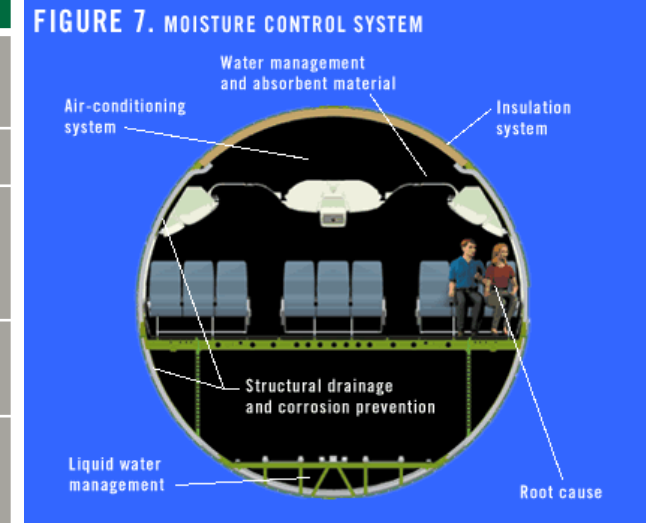 FIGURE 7. MOISTURE CONTROL SYSTEM
Water management
and absorbent material
Air-conditioning
system
Insulation
system
Structural drainage
and corrosion prevention
Liquid water
management
Root cause